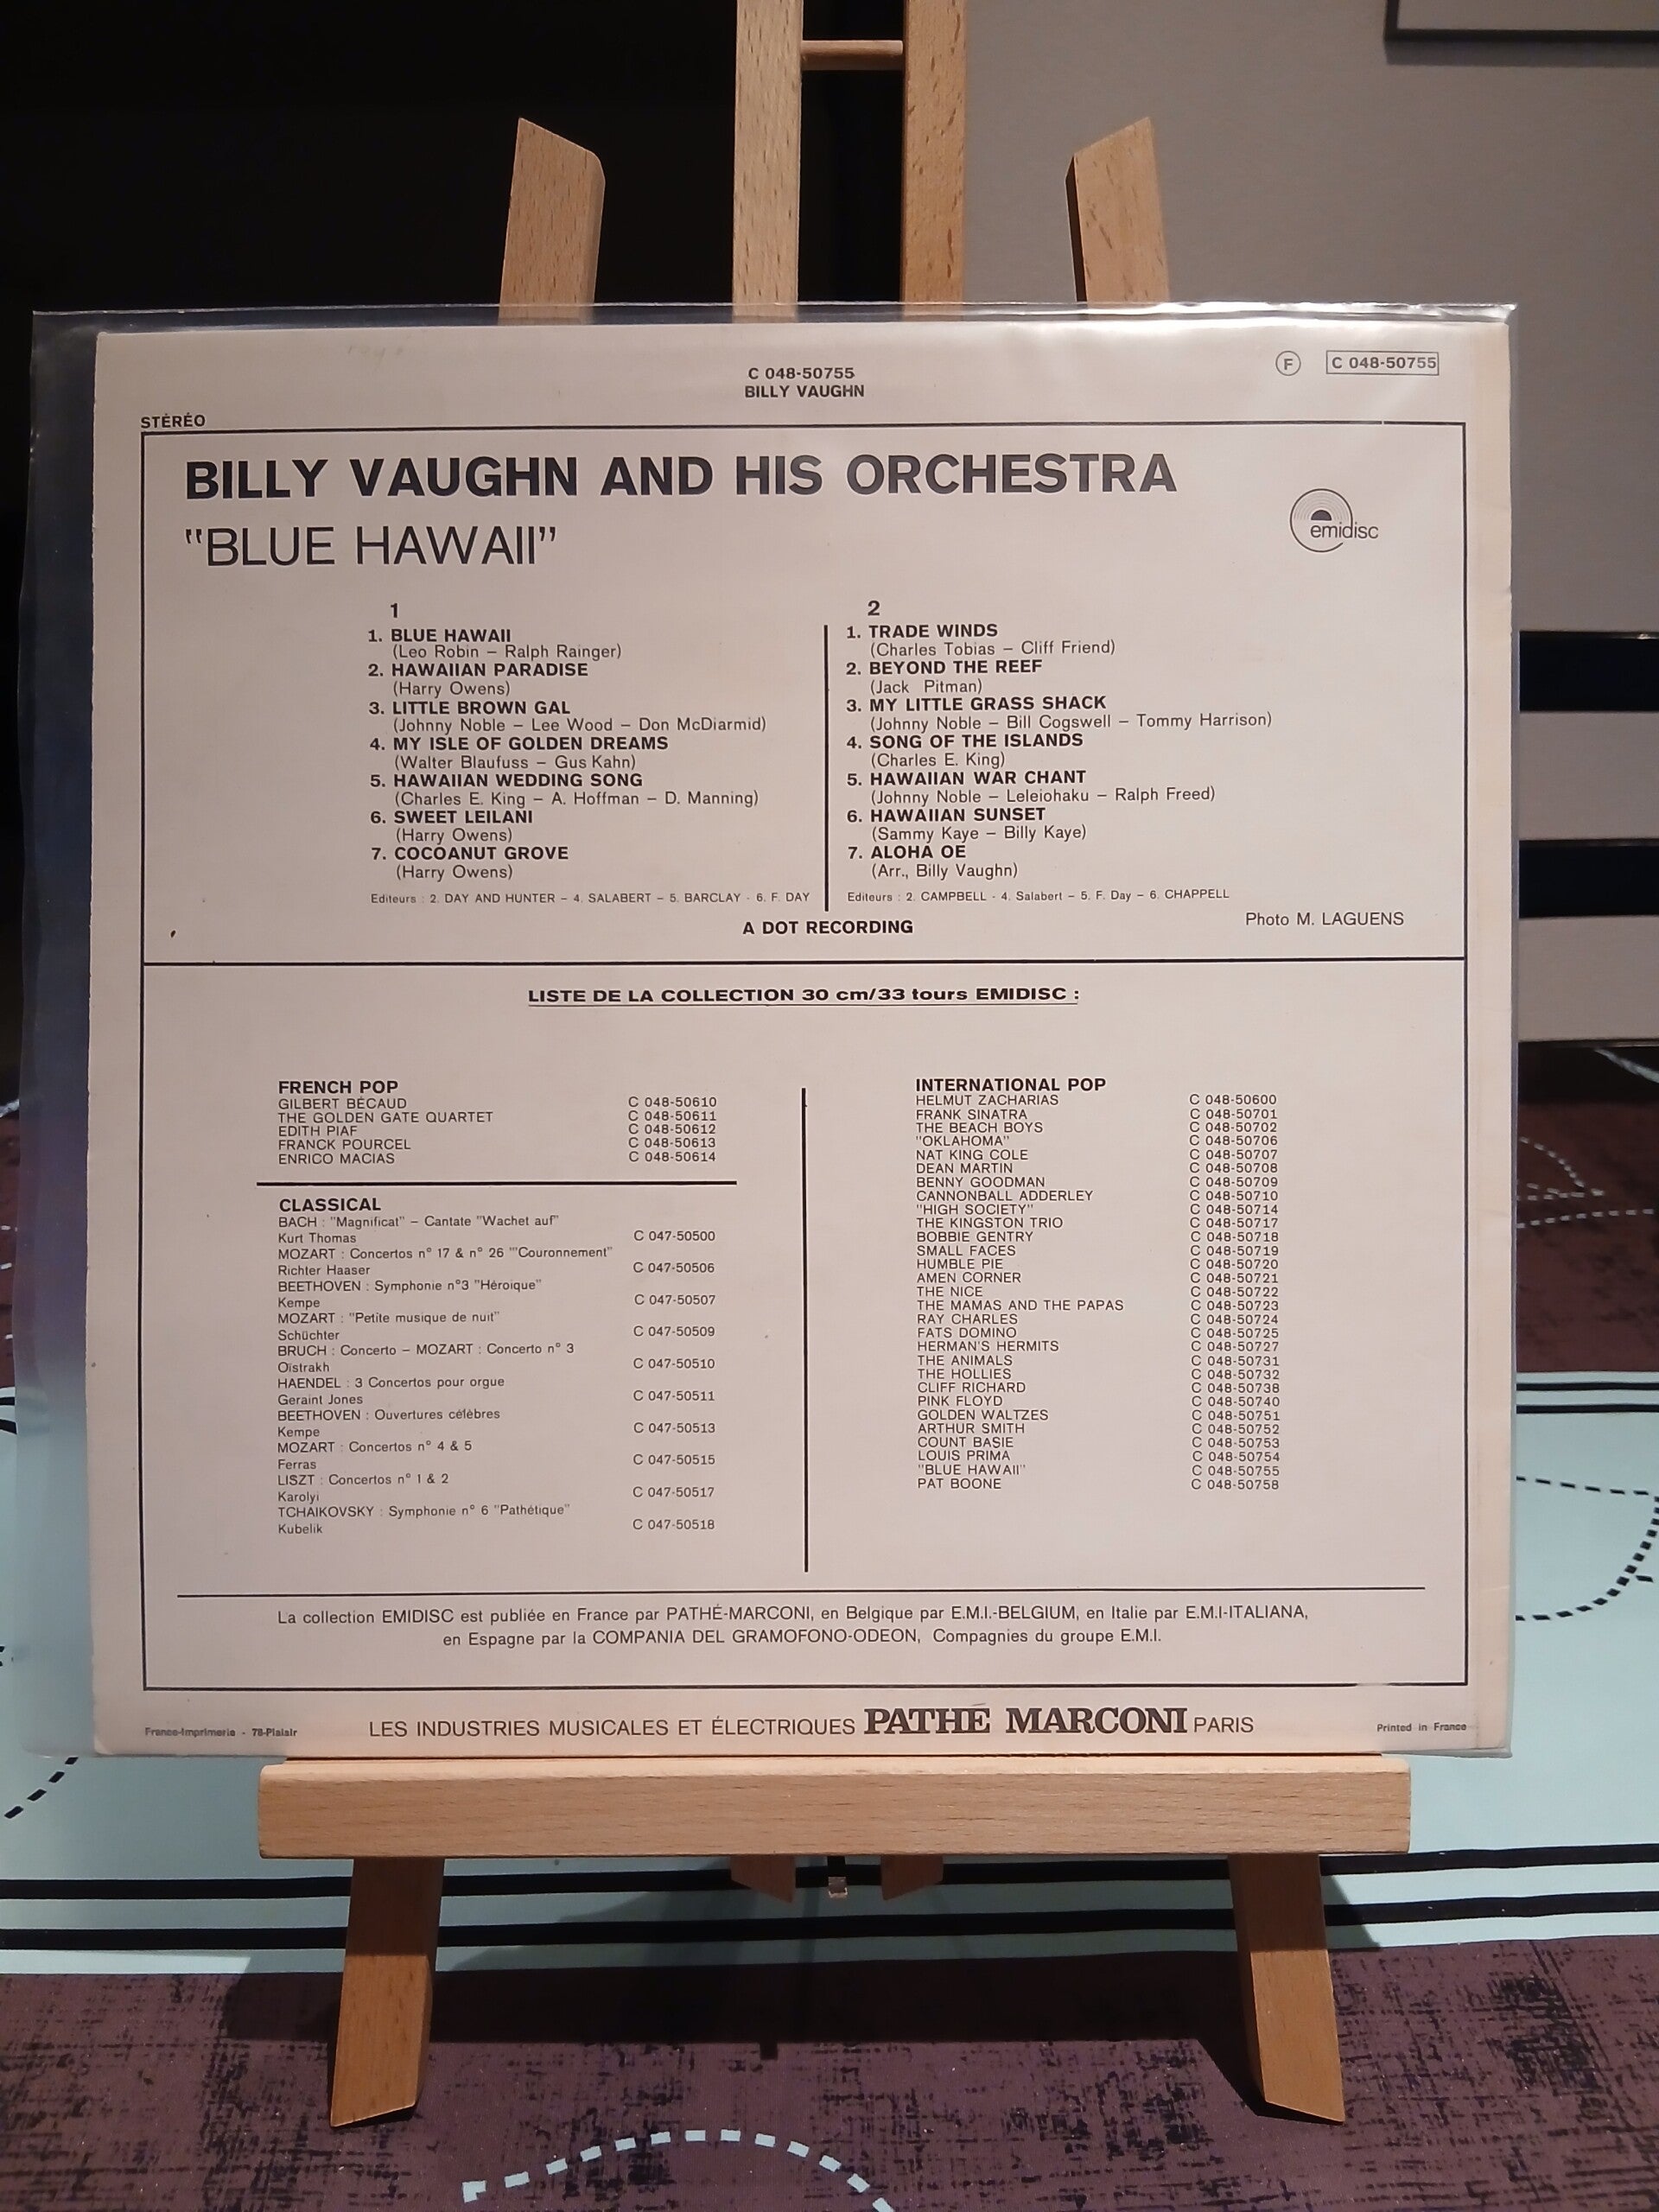 C 048-50755
BILLY VAUGHN
F
C 048-50755
STÉRÉO
BILLY VAUGHN AND HIS ORCHESTRA
"BLUE HAWAII"
emidisc
1
1. BLUE HAWAII
(Leo Robin – Ralph Rainger)
2. HAWAIIAN PARADISE
(Harry Owens)
3. LITTLE BROWN GAL
(Johnny Noble – Lee Wood – Don McDiarmid)
4. MY ISLE OF GOLDEN DREAMS
(Walter Blaufuss – Gus Kahn)
5. HAWAIIAN WEDDING SONG
(Charles E. King – A. Hoffman – D. Manning)
6. SWEET LEILANI
(Harry Owens)
7. COCOANUT GROVE
(Harry Owens)
Editeurs : 2. DAY AND HUNTER – 4. SALABERT – 5. BARCLAY - 6. F. DAY
2
1. TRADE WINDS
(Charles Tobias – Cliff Friend)
2. BEYOND THE REEF
(Jack Pitman)
3. MY LITTLE GRASS SHACK
(Johnny Noble – Bill Cogswell – Tommy Harrison)
4. SONG OF THE ISLANDS
(Charles E. King)
5. HAWAIIAN WAR CHANT
(Johnny Noble – Leleiohaku – Ralph Freed)
6. HAWAIIAN SUNSET
(Sammy Kaye – Billy Kaye)
7. ALOHA OE
(Arr., Billy Vaughn)
Editeurs : 2. CAMPBELL - 4. Salabert – 5. F. Day – 6. CHAPPELL
A DOT RECORDING
Photo M. LAGUENS
LISTE DE LA COLLECTION 30 cm/33 tours EMIDISC :
FRENCH POP
GILBERT BÉCAUD C 048-50610
THE GOLDEN GATE QUARTET C 048-50611
EDITH PIAF C 048-50612
FRANCK POURCEL C 048-50613
ENRICO MACIAS C 048-50614
CLASSICAL
BACH : "Magnificat" – Cantate "Wachet auf"
Kurt Thomas C 047-50500
MOZART : Concertos n° 17 & n° 26 '"Couronnement"
Richter Haaser C 047-50506
BEETHOVEN : Symphonie n°3 "Héroique"
Kempe C 047-50507
MOZART : "Petite musique de nuit"
Schüchter C 047-50509
BRUCH : Concerto – MOZART : Concerto n° 3
Oïstrakh C 047-50510
HAENDEL : 3 Concertos pour orgue
Geraint Jones C 047-50511
BEETHOVEN : Ouvertures célèbres
Kempe C 047-50513
MOZART : Concertos n° 4 & 5
Ferras C 047-50515
LISZT : Concertos n° 1 & 2
Karolyi C 047-50517
TCHAIKOVSKY : Symphonie n° 6 "Pathétique"
Kubelik C 047-50518
INTERNATIONAL POP
HELMUT ZACHARIAS C 048-50600
FRANK SINATRA C 048-50701
THE BEACH BOYS C 048-50702
"OKLAHOMA" C 048-50706
NAT KING COLE C 048-50707
DEAN MARTIN C 048-50708
BENNY GOODMAN C 048-50709
CANNONBALL ADDERLEY C 048-50710
"HIGH SOCIETY" C 048-50714
THE KINGSTON TRIO C 048-50717
BOBBIE GENTRY C 048-50718
SMALL FACES C 048-50719
HUMBLE PIE C 048-50720
AMEN CORNER C 048-50721
THE NICE C 048-50722
THE MAMAS AND THE PAPAS C 048-50723
RAY CHARLES C 048-50724
FATS DOMINO C 048-50725
HERMAN'S HERMITS C 048-50727
THE ANIMALS C 048-50731
THE HOLLIES C 048-50732
CLIFF RICHARD C 048-50738
PINK FLOYD C 048-50740
GOLDEN WALTZES C 048-50751
ARTHUR SMITH C 048-50752
COUNT BASIE C 048-50753
LOUIS PRIMA C 048-50754
"BLUE HAWAII" C 048-50755
PAT BOONE C 048-50758
La collection EMIDISC est publiée en France par PATHÉ-MARCONI, en Belgique par E.M.I.-BELGIUM, en Italie par E.M.I-ITALIANA,
en Espagne par la COMPANIA DEL GRAMOFONO-ODEON, Compagnies du groupe E.M.I.
France-Imprimerie - 78-Plaisir
LES INDUSTRIES MUSICALES ET ÉLECTRIQUES PATHÉ MARCONI PARIS
Printed in France